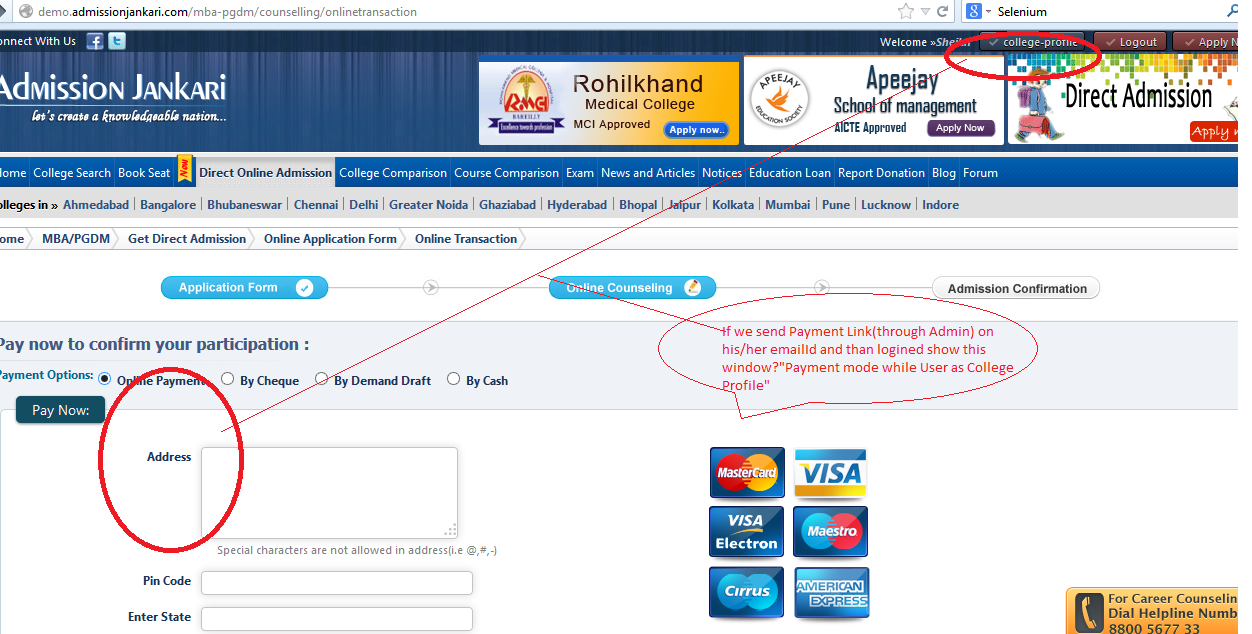 demo.admissionjankari.com/mba-pgdm/counselling/onlinetransaction
Selenium
onnect With Us
Welcome »
college-profile
Logout
Apply N
Admission Jankari
let's create a knowledgeable nation...
Rohilkhand
Medical College
MCI Approved
Apply now..
ROHILKHAND MEDICAL COLLEGE & HOSPITAL
RMCH
BAREILLY
Excellence towards profession
APEEJAY
EDUCATION SOCIETY
Apeejay
School of management
AICTE Approved
Apply Now
Direct Admission
Apply n
ome
College Search
Book Seat
New
Direct Online Admission
College Comparison
Course Comparison
Exam
News and Articles
Notices
Education Loan
Report Donation
Blog
Forum
olleges in »
Ahmedabad
Bangalore
Bhubaneswar
Chennai
Delhi
Greater Noida
Ghaziabad
Hyderabad
Bhopal
Jaipur
Kolkata
Mumbai
Pune
Lucknow
Indore
ome
MBA/PGDM
Get Direct Admission
Online Application Form
Online Transaction
Application Form
Online Counseling
Admission Confirmation
If we send Payment Link(through Admin) on
his/her emailId and than logined show this
window?"Payment mode while User as College
Profile"
Pay now to confirm your participation :
Payment Options:
Online Payment
By Cheque
By Demand Draft
By Cash
Pay Now:
Address
Special characters are not allowed in address(i.e @,#,-)
Pin Code
Enter State
MasterCard
VISA
VISA
Electron
Maestro
Cirrus
AMERICAN
EXPRESS
For Career Counselin
Dial Helpline Numb
8800 5677 33